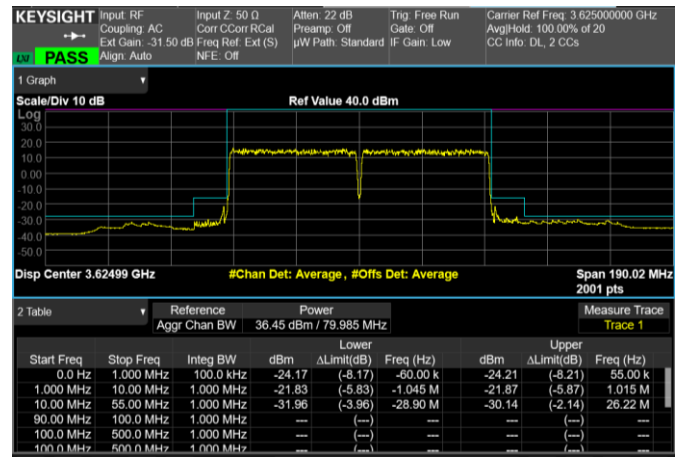 KEYSIGHT Input: RF Input Z: 50 Ω Atten: 22 dB Trig: Free Run Carrier Ref Freq: 3.625000000 GHz
Coupling: AC Corr CCorr RCal Preamp: Off Gate: Off Avg|Hold: 100.00% of 20
Ext Gain: -31.50 dB Freq Ref: Ext (S) µW Path: Standard IF Gain: Low CC Info: DL, 2 CCs
LXI PASS Align: Auto NFE: Off
1 Graph
Scale/Div 10 dB Ref Value 40.0 dBm
Log
30.0
20.0
10.0
0.00
-10.0
-20.0
-30.0
-40.0
-50.0
Disp Center 3.62499 GHz #Chan Det: Average, #Offs Det: Average Span 190.02 MHz
2001 pts
2 Table Reference Power Measure Trace
Aggr Chan BW 36.45 dBm / 79.985 MHz Trace 1
Lower Upper
Start Freq Stop Freq Integ BW dBm ΔLimit(dB) Freq (Hz) dBm ΔLimit(dB) Freq (Hz)
0.0 Hz 1.000 MHz 100.0 kHz -24.17 (-8.17) -60.00 k -24.21 (-8.21) 55.00 k
1.000 MHz 10.00 MHz 1.000 MHz -21.83 (-5.83) -1.045 M -21.87 (-5.87) 1.015 M
10.00 MHz 55.00 MHz 1.000 MHz -31.96 (-3.96) -28.90 M -30.14 (-2.14) 26.22 M
90.00 MHz 100.0 MHz 1.000 MHz --- (---) --- --- (---) ---
100.0 MHz 500.0 MHz 1.000 MHz --- (---) --- --- (---) ---
100.0 MHz 500.0 MHz 1.000 MHz --- (---) --- --- (---) ---